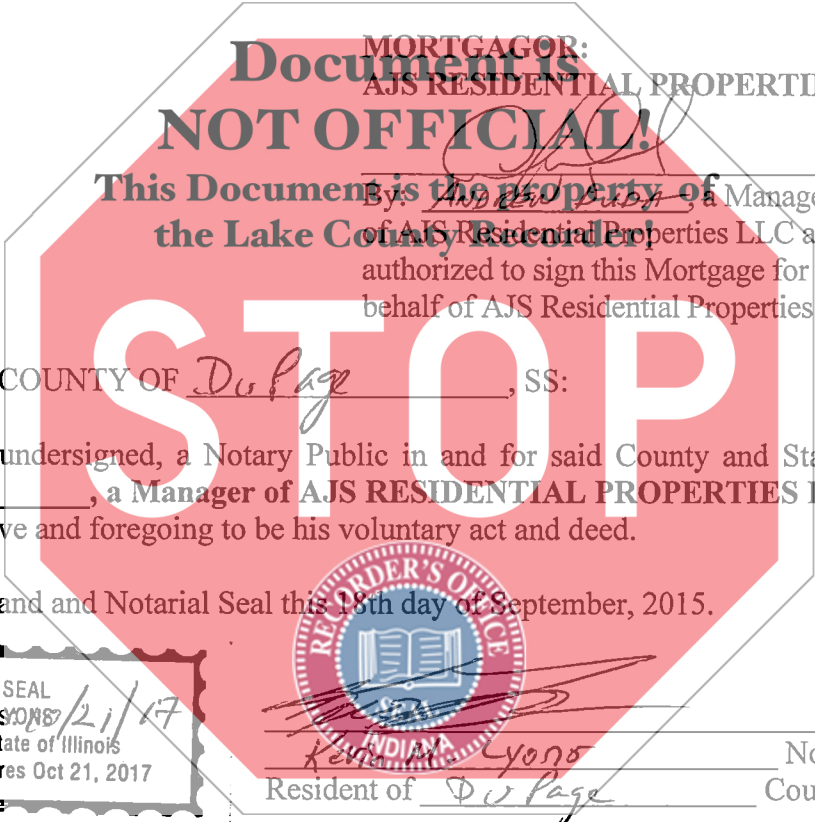 Document is
NOT OFFICIAL!
This Document is the property of
the Lake County Recorder!
MORTGAGOR:
AJS RESIDENTIAL PROPERTI
By: ANDREW , a Manage
of AJS Residential Properties LLC a
authorized to sign this Mortgage for
behalf of AJS Residential Properties
STOP
COUNTY OF DuPage , SS:
undersigned, a Notary Public in and for said County and Sta
, a Manager of AJS RESIDENTIAL PROPERTIES
ve and foregoing to be his voluntary act and deed.
and and Notarial Seal this 18th day of September, 2015.
RECORDER'S OFFICE
SEAL
INDIANA
SEAL
YONS
10/21/17
ate of Illinois
res Oct 21, 2017
Kevin M. Lyons No
Resident of DuPage Cou